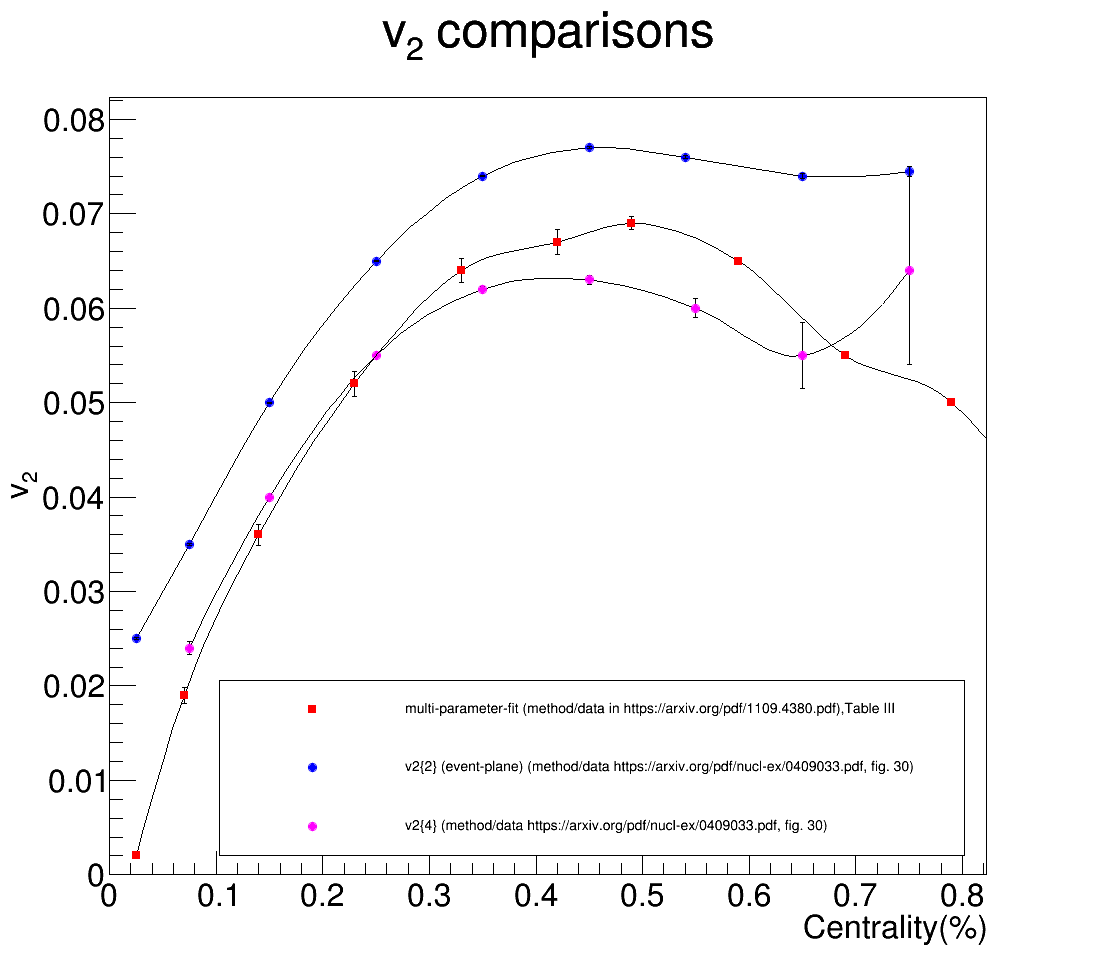 v2 comparisons
0.08
0.07
0.06
0.05
0.04
0.03
0.02
0.01
0
v2
multi-parameter-fit (method/data in https://arxiv.org/pdf/1109.4380.pdf),Table III
v2{2} (event-plane) (method/data https://arxiv.org/pdf/nucl-ex/0409033.pdf, fig. 30)
v2{4} (method/data https://arxiv.org/pdf/nucl-ex/0409033.pdf, fig. 30)
0 0.1 0.2 0.3 0.4 0.5 0.6 0.7 0.8
Centrality(%)